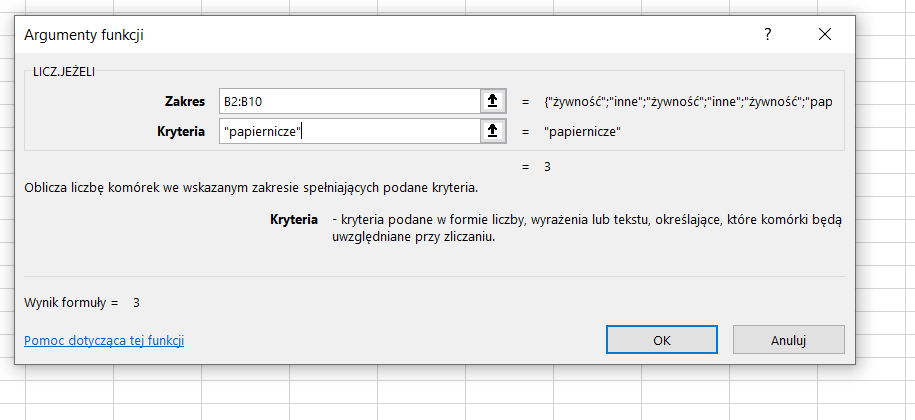 Argumenty funkcji ?
LICZ.JEŻELI
Zakres B2:B10 = {"żywność";"inne";"żywność";"inne";"żywność";"pap
Kryteria "papiernicze" = "papiernicze"
= 3
Oblicza liczbę komórek we wskazanym zakresie spełniających podane kryteria.
Kryteria - kryteria podane w formie liczby, wyrażenia lub tekstu, określające, które komórki będą
uwzględniane przy zliczaniu.
Wynik formuły = 3
Pomoc dotycząca tej funkcji OK Anuluj